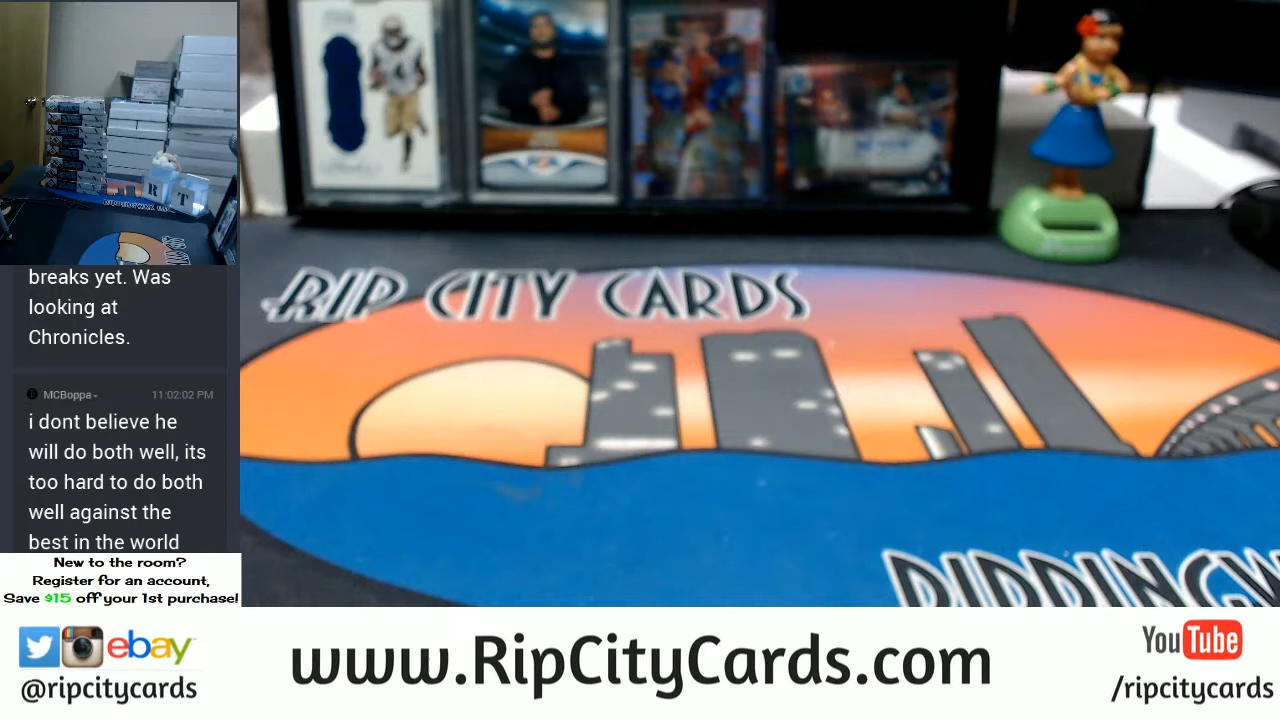 breaks yet. Was
looking at
Chronicles.
MCBoppa
11:02:02 PM
i dont believe he
will do both well, its
too hard to do both
well against the
best in the world
New to the room?
Register for an account,
Save $15 off your 1st purchase!
R T
RIP CITY CARDS
ebay
@ripcitycards
www.RipCityCards.com
YouTube
/ripcitycards